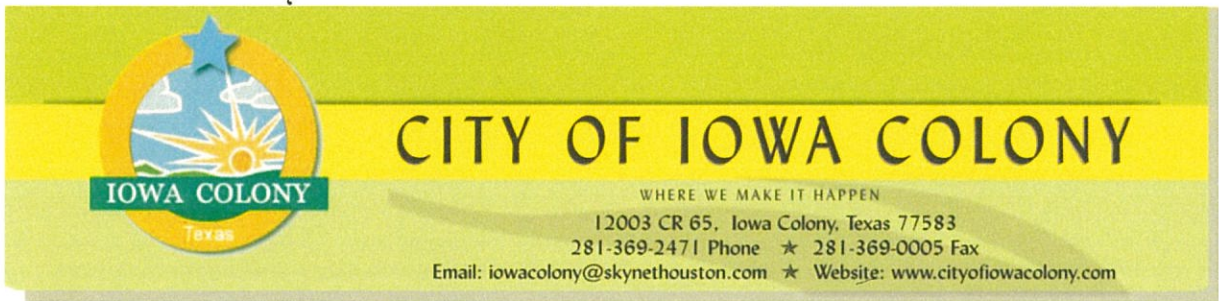 IOWA COLONY
Texas
CITY OF IOWA COLONY
WHERE WE MAKE IT HAPPEN
12003 CR 65, Iowa Colony, Texas 77583
281-369-2471 Phone ★ 281-369-0005 Fax
Email: iowacolony@skynethouston.com ★ Website: www.cityofiowacolony.com